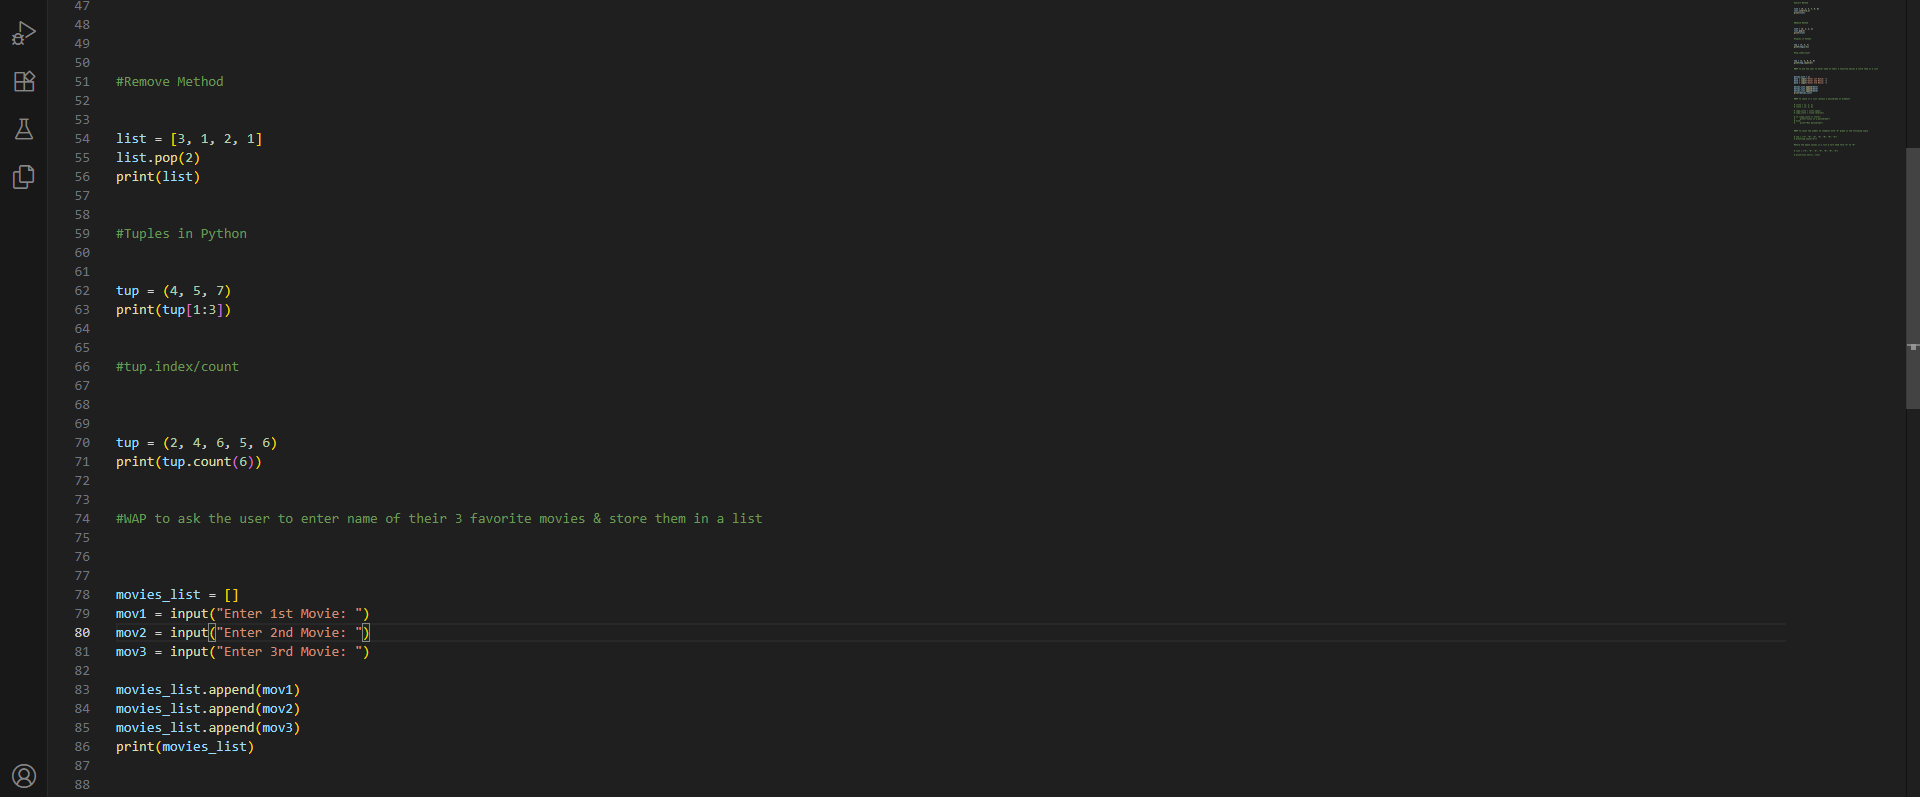 47
48
49
50
51 #Remove Method
52
53
54 list = [3, 1, 2, 1]
55 list.pop(2)
56 print(list)
57
58
59 #Tuples in Python
60
61
62 tup = (4, 5, 7)
63 print(tup[1:3])
64
65
66 #tup.index/count
67
68
69
70 tup = (2, 4, 6, 5, 6)
71 print(tup.count(6))
72
73
74 #WAP to ask the user to enter name of their 3 favorite movies & store them in a list
75
76
77
78 movies_list = []
79 mov1 = input("Enter 1st Movie: ")
80 mov2 = input("Enter 2nd Movie: ")
81 mov3 = input("Enter 3rd Movie: ")
82
83 movies_list.append(mov1)
84 movies_list.append(mov2)
85 movies_list.append(mov3)
86 print(movies_list)
87
88